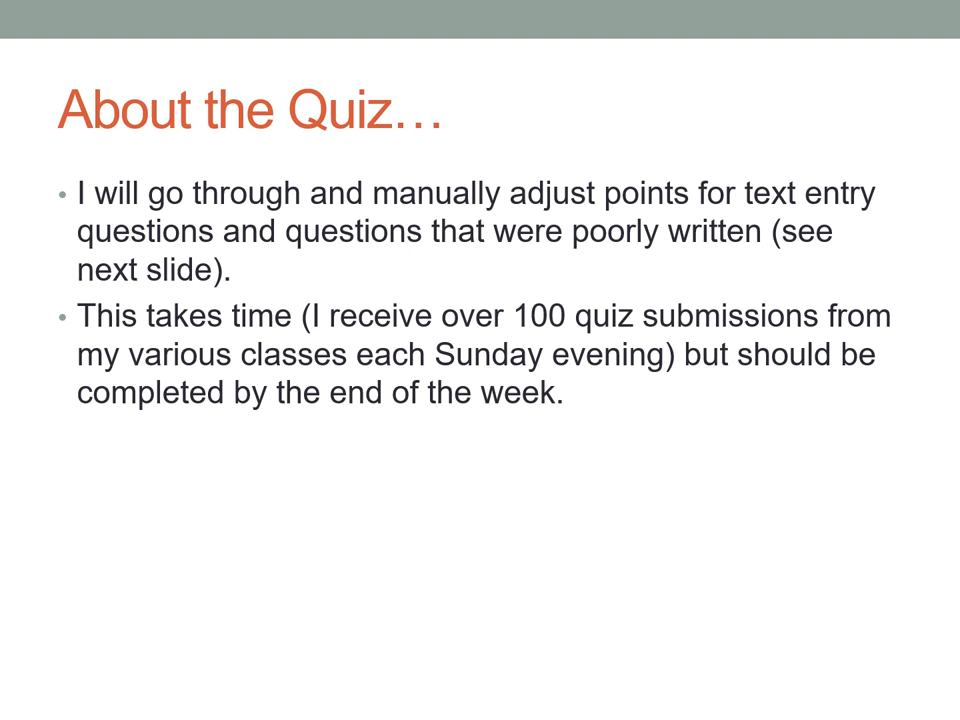 About the Quiz…
• I will go through and manually adjust points for text entry
questions and questions that were poorly written (see
next slide).
• This takes time (I receive over 100 quiz submissions from
my various classes each Sunday evening) but should be
completed by the end of the week.